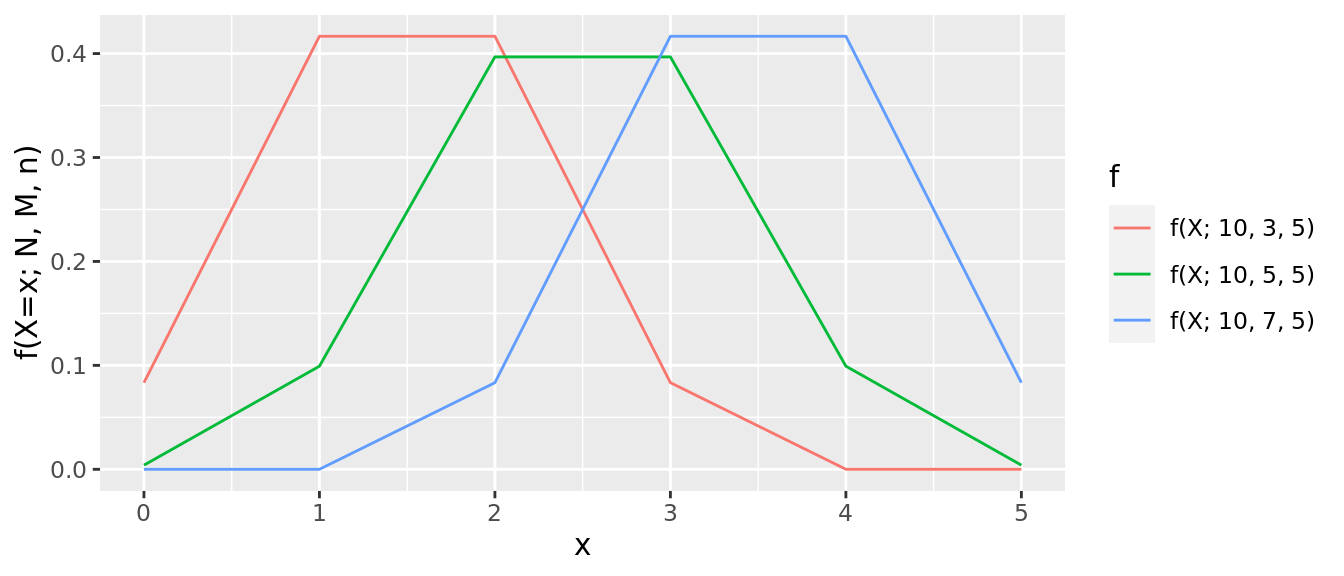 f(X=x; N, M, n)
0.4
0.3
0.2
0.1
0.0
0 1 2 3 4 5
x
f
f(X; 10, 3, 5)
f(X; 10, 5, 5)
f(X; 10, 7, 5)